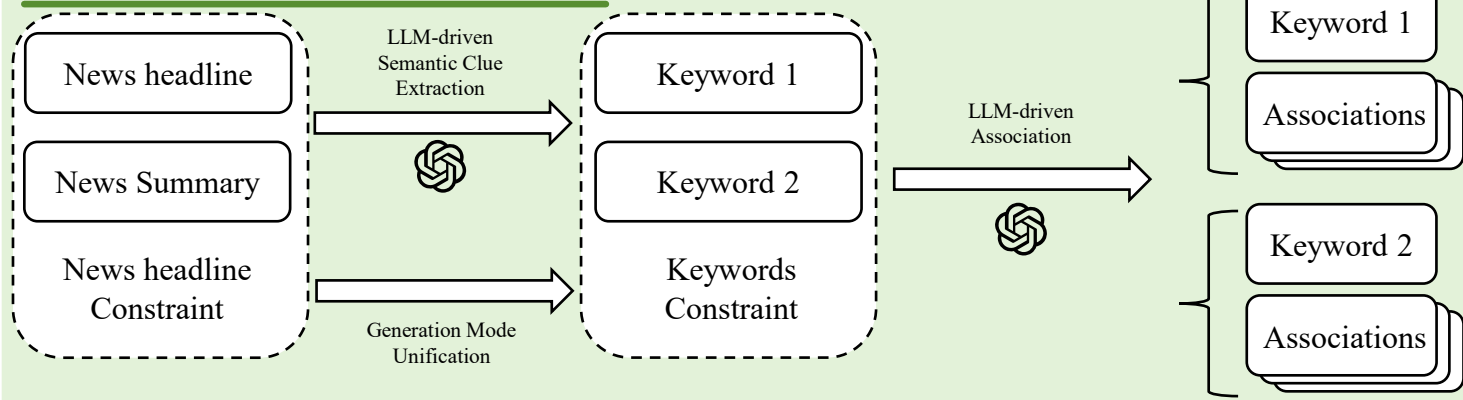 News headline
News Summary
News headline
Constraint
LLM-driven
Semantic Clue
Extraction
Generation Mode
Unification
Keyword 1
Keyword 2
Keywords
Constraint
LLM-driven
Association
Keyword 1
Associations
Keyword 2
Associations